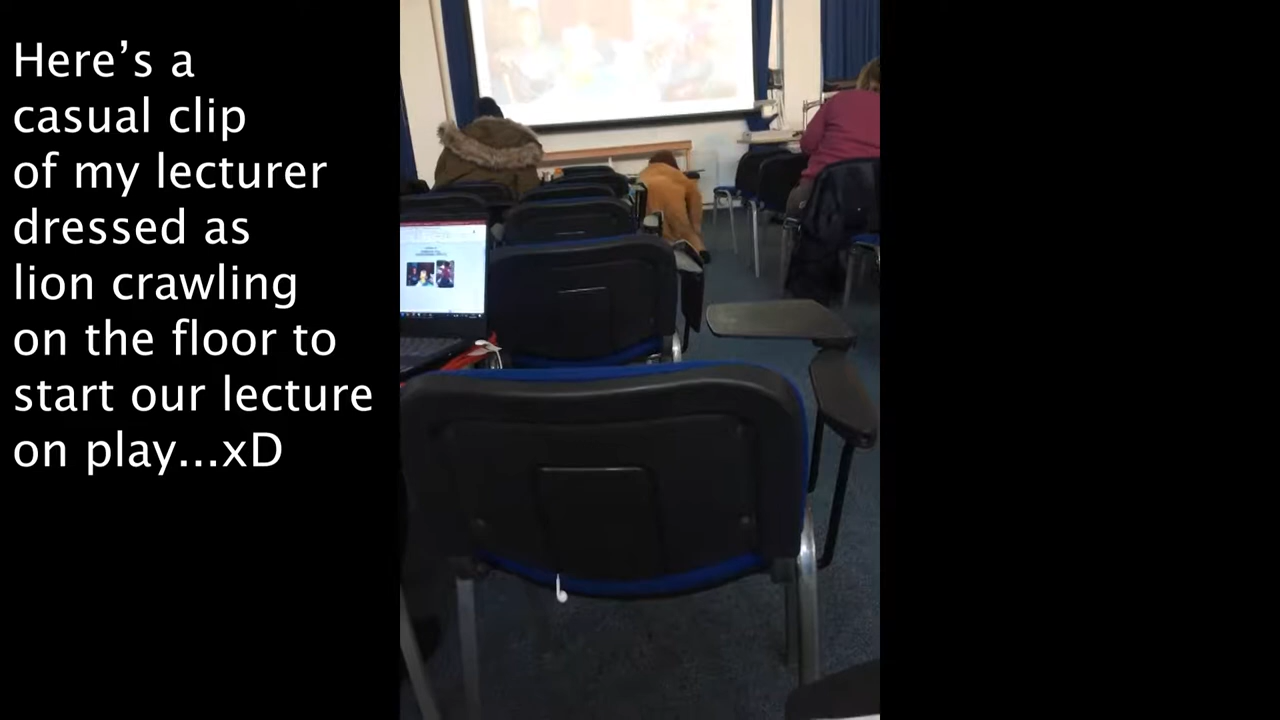 Here's a
casual clip
of my lecturer
dressed as
lion crawling
on the floor to
start our lecture
on play...xD